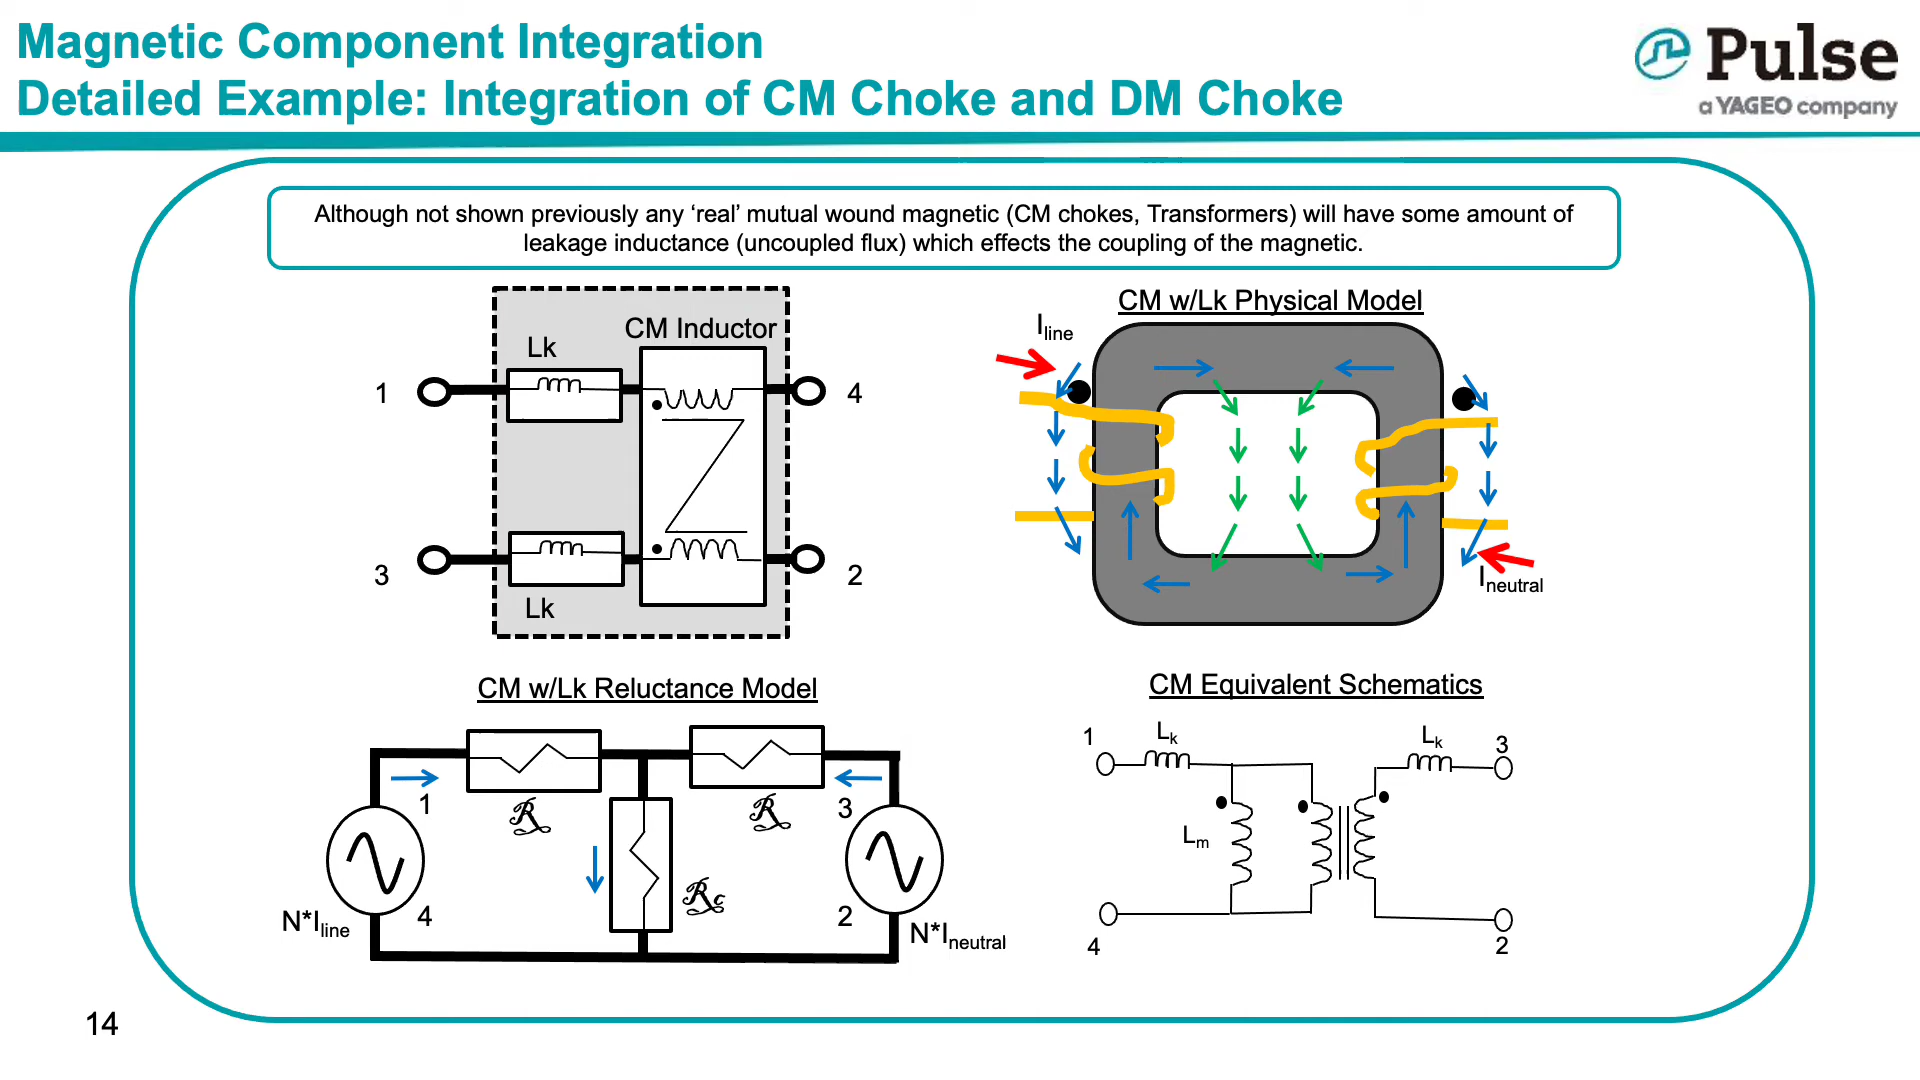 Magnetic Component Integration
Detailed Example: Integration of CM Choke and DM Choke
Pulse
a YAGEO company
Although not shown previously any ‘real’ mutual wound magnetic (CM chokes, Transformers) will have some amount of
leakage inductance (uncoupled flux) which effects the coupling of the magnetic.
CM Inductor
Lk
1
4
3
2
Lk
CM w/Lk Physical Model
Iline
Ineutral
CM w/Lk Reluctance Model
1
ℛ
ℛ
3
ℛc
4
2
N*Iline
N*Ineutral
CM Equivalent Schematics
1
Lk
Lk
3
Lm
4
2
14